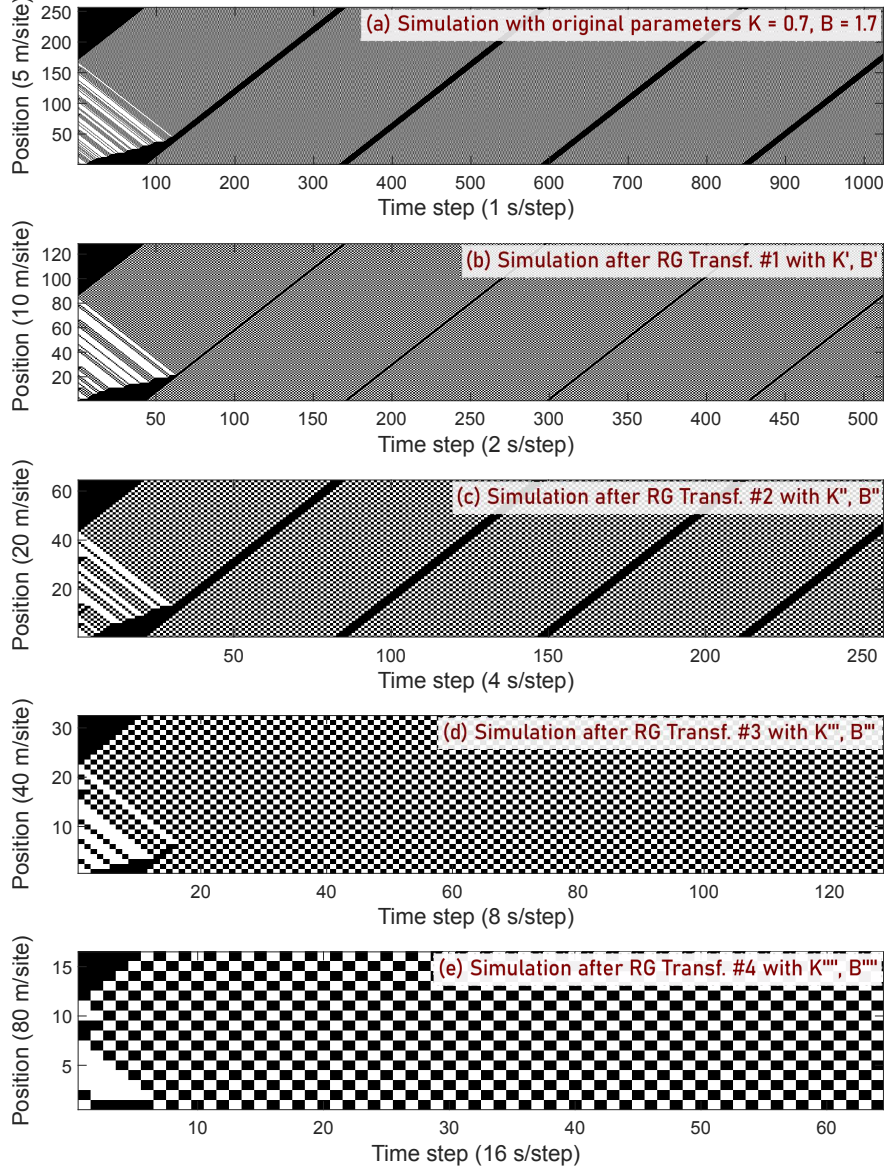 (a) Simulation with original parameters K = 0.7, B = 1.7
Position (5 m/site)
250
200
150
100
50
100 200 300 400 500 600 700 800 900 1000
Time step (1 s/step)
(b) Simulation after RG Transf. #1 with K', B'
Position (10 m/site)
120
100
80
60
40
20
50 100 150 200 250 300 350 400 450 500
Time step (2 s/step)
(c) Simulation after RG Transf. #2 with K'', B''
Position (20 m/site)
60
40
20
50 100 150 200 250
Time step (4 s/step)
(d) Simulation after RG Transf. #3 with K''', B'''
Position (40 m/site)
30
20
10
20 40 60 80 100 120
Time step (8 s/step)
(e) Simulation after RG Transf. #4 with K'''', B''''
Position (80 m/site)
15
10
5
10 20 30 40 50 60
Time step (16 s/step)